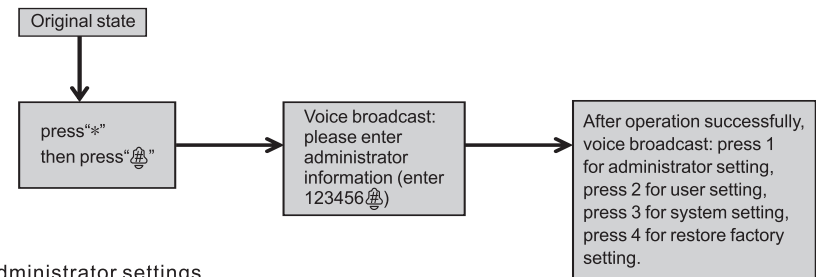 Original state
press“*”
then press“#”
Voice broadcast:
please enter
administrator
information (enter
123456#)
After operation successfully,
voice broadcast: press 1
for administrator setting,
press 2 for user setting,
press 3 for system setting,
press 4 for restore factory
setting.
dministrator settings